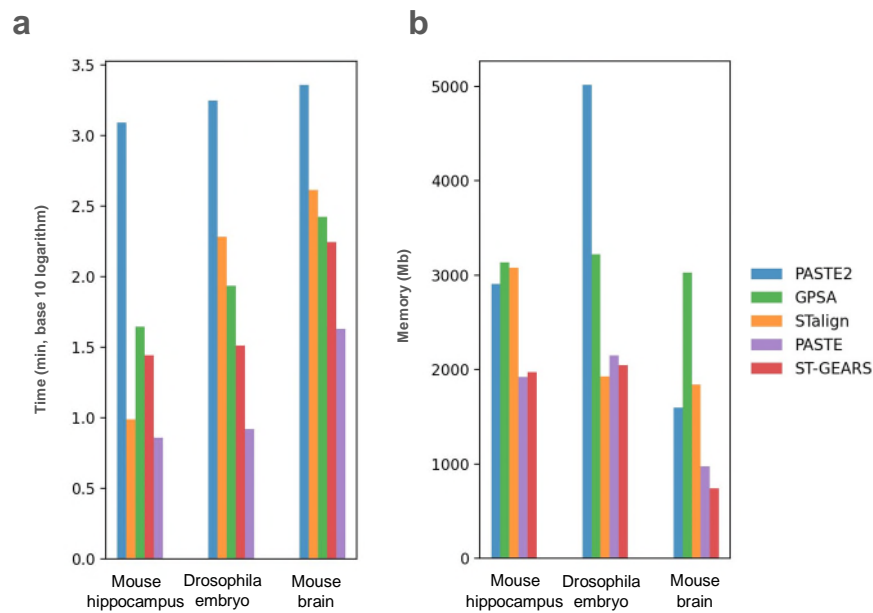 a
b
3.5
3.0
2.5
2.0
1.5
1.0
0.5
0.0
Time (min, base 10 logarithm)
Mouse
hippocampus
Drosophila
embryo
Mouse
brain
5000
4000
3000
2000
1000
0
Memory (Mb)
Mouse
hippocampus
Drosophila
embryo
Mouse
brain
PASTE2
GPSA
STalign
PASTE
ST-GEARS